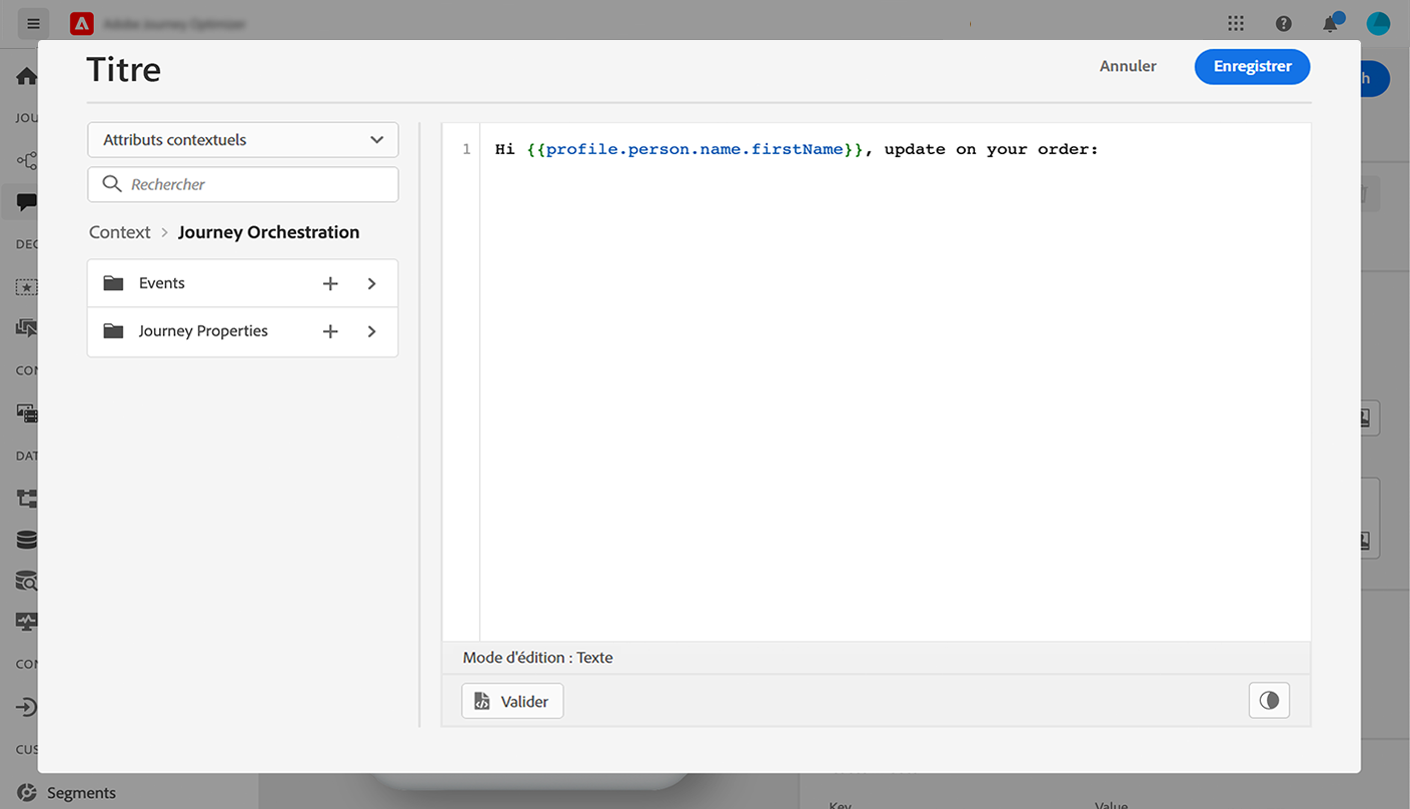 Titre
Annuler
Enregistrer
h
JOU
DEC
CON
DAT
CON
CUS
Segments
Attributs contextuels
Rechercher
Context > Journey Orchestration
Events
Journey Properties
1 Hi {{profile.person.name.firstName}}, update on your order:
Mode d'édition : Texte
Valider
Key
Value